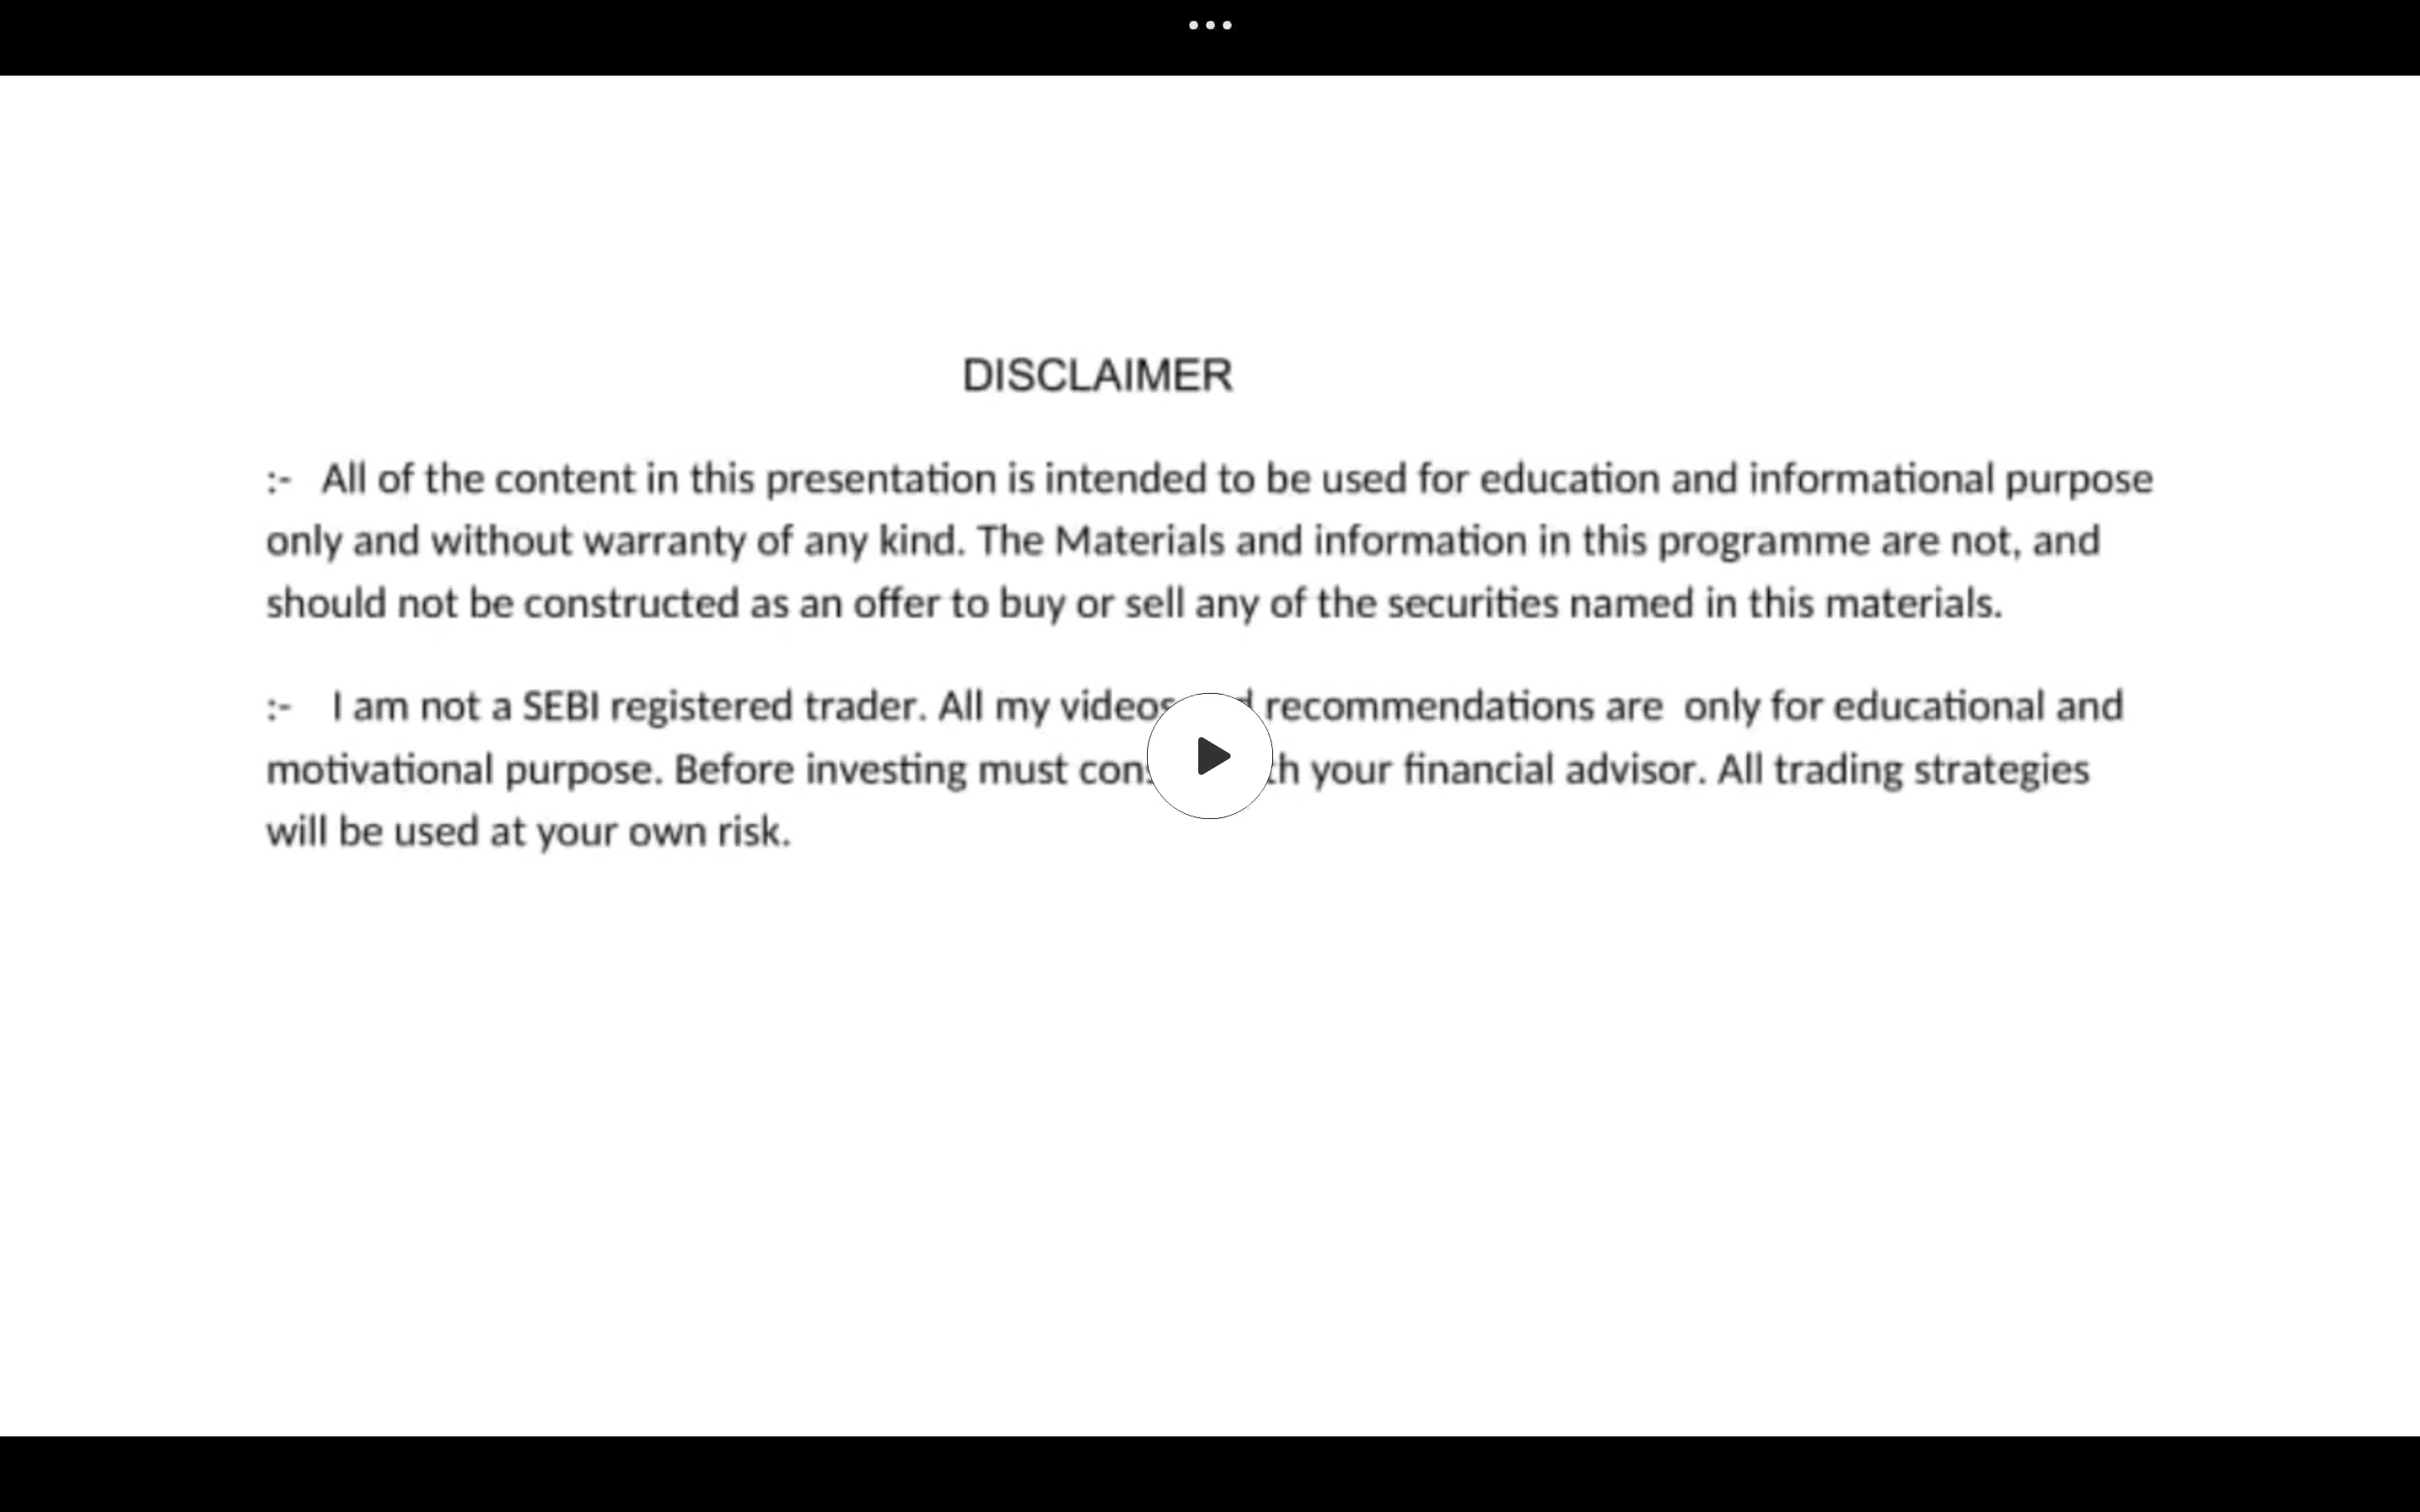 DISCLAIMER
:- All of the content in this presentation is intended to be used for education and informational purpose
only and without warranty of any kind. The Materials and information in this programme are not, and
should not be constructed as an offer to buy or sell any of the securities named in this materials.
:- I am not a SEBI registered trader. All my videos recommendations are only for educational and
motivational purpose. Before investing must your financial advisor. All trading strategies
will be used at your own risk.